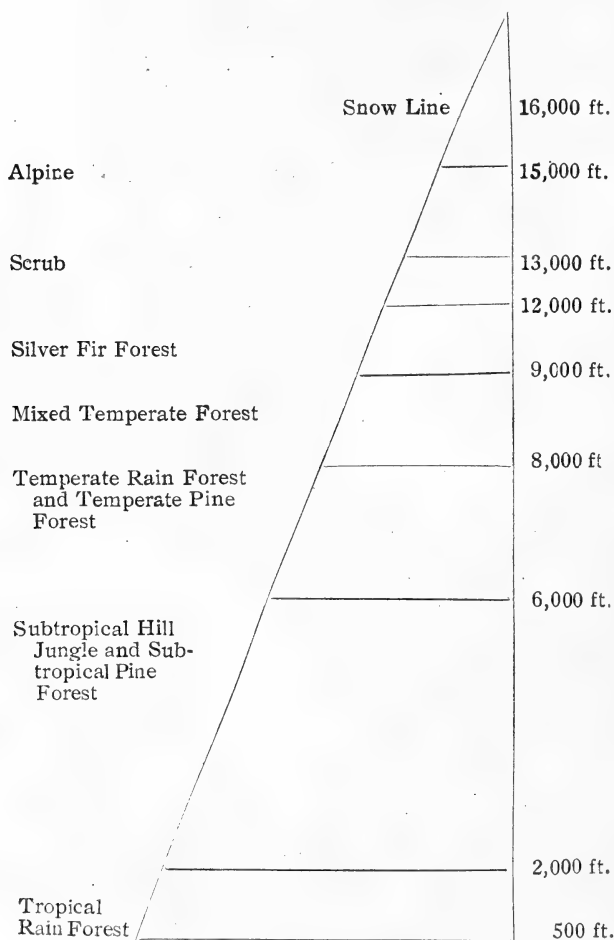 Snow Line 16,000 ft.
Alpine 15,000 ft.
Scrub 13,000 ft.
12,000 ft.
Silver Fir Forest
9,000 ft.
Mixed Temperate Forest
8,000 ft
Temperate Rain Forest
and Temperate Pine
Forest
6,000 ft.
Subtropical Hill
Jungle and Sub-
tropical Pine
Forest
2,000 ft.
Tropical
Rain Forest 500 ft.